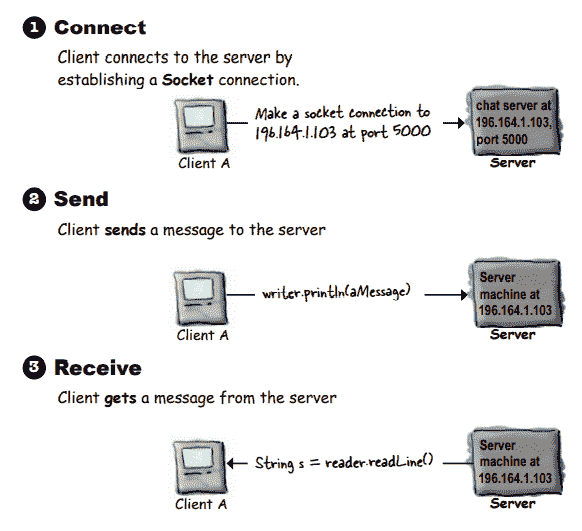 1 Connect
Client connects to the server by
establishing a Socket connection.
Make a socket connection to
196.164.1.103 at port 5000
chat server at
196.164.1.103,
port 5000
Client A
Server
2 Send
Client sends a message to the server
writer.println(aMessage)
Server
machine at
196.164.1.103
Client A
Server
3 Receive
Client gets a message from the server
String s = reader.readLine()
Server
machine at
196.164.1.103
Client A
Server